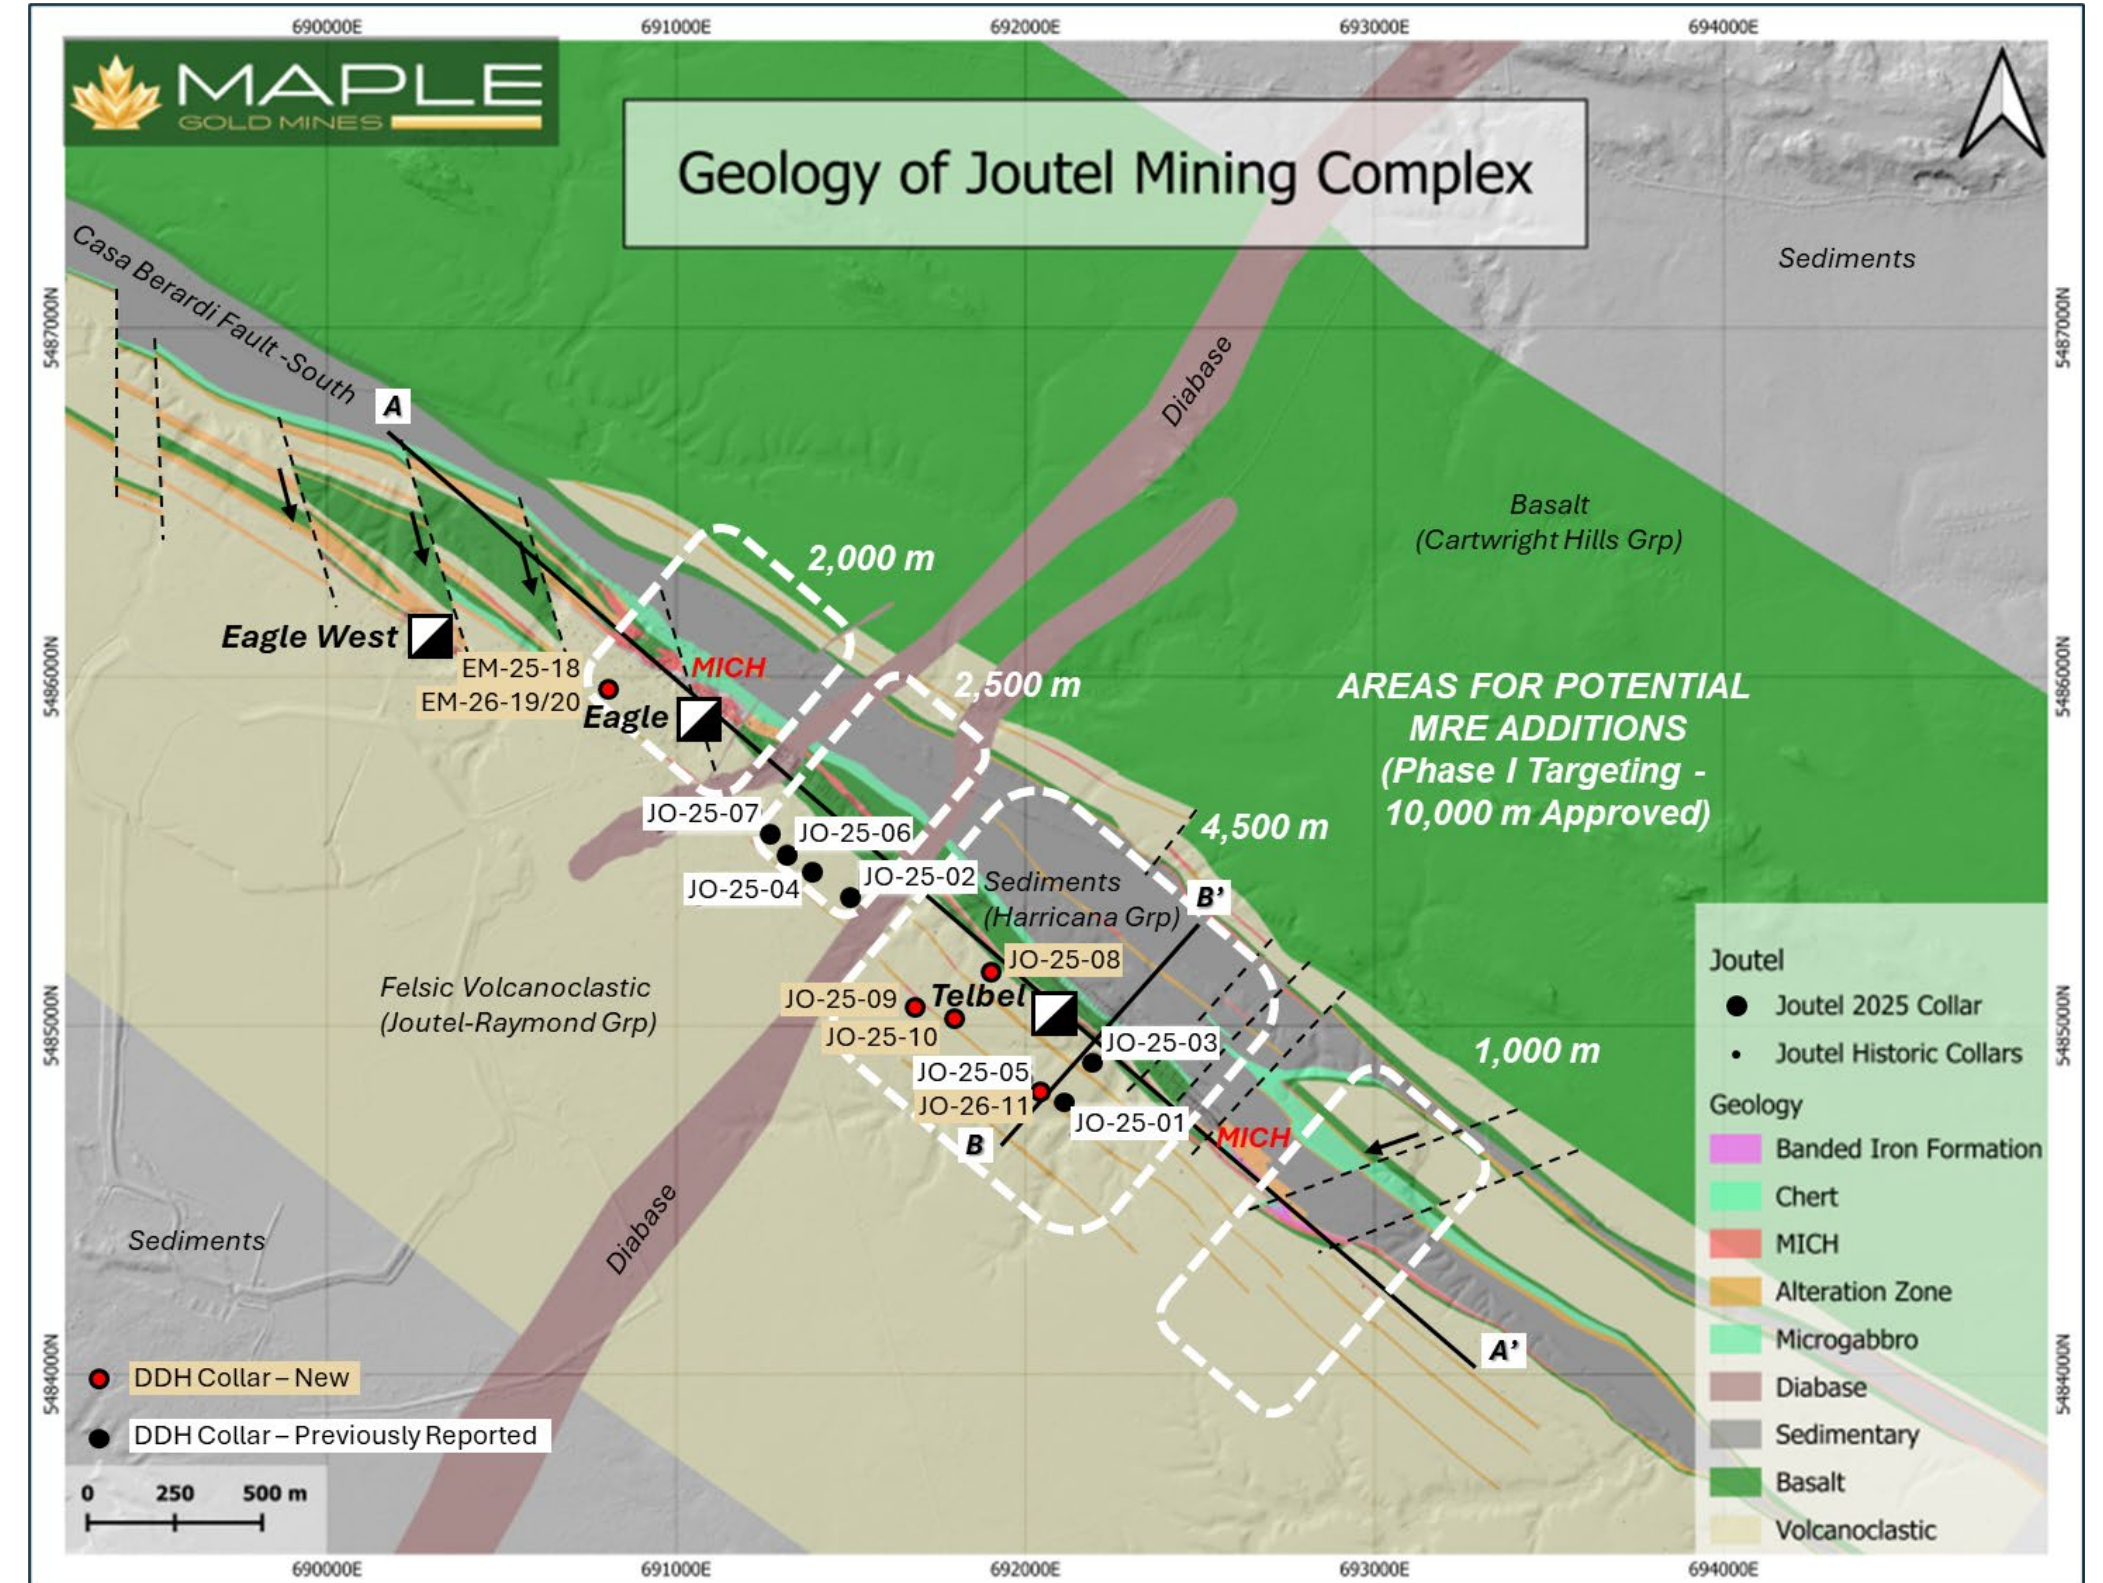 690000E
691000E
692000E
693000E
694000E
MAPLE
GOLD MINES
Geology of Joutel Mining Complex
Casa Berardi Fault -South
Sediments
5487000N
5487000N
Diabase
A
Basalt
(Cartwright Hills Grp)
2,000 m
Eagle West
EM-25-18
EM-26-19/20
MICH
Eagle
2,500 m
5486000N
5486000N
AREAS FOR POTENTIAL
MRE ADDITIONS
(Phase I Targeting -
10,000 m Approved)
JO-25-07
JO-25-06
4,500 m
JO-25-04
JO-25-02
Sediments
(Harricana Grp)
B’
JO-25-08
Felsic Volcanoclastic
(Joutel-Raymond Grp)
JO-25-09
Telbel
JO-25-10
5485000N
5485000N
JO-25-03
1,000 m
JO-25-05
JO-26-11
JO-25-01
B
MICH
Diabase
Sediments
A’
5484000N
5484000N
Joutel
Joutel 2025 Collar
Joutel Historic Collars
Geology
Banded Iron Formation
Chert
MICH
Alteration Zone
Microgabbro
Diabase
Sedimentary
Basalt
Volcanoclastic
DDH Collar – New
DDH Collar – Previously Reported
0 250 500 m
690000E
691000E
692000E
693000E
694000E